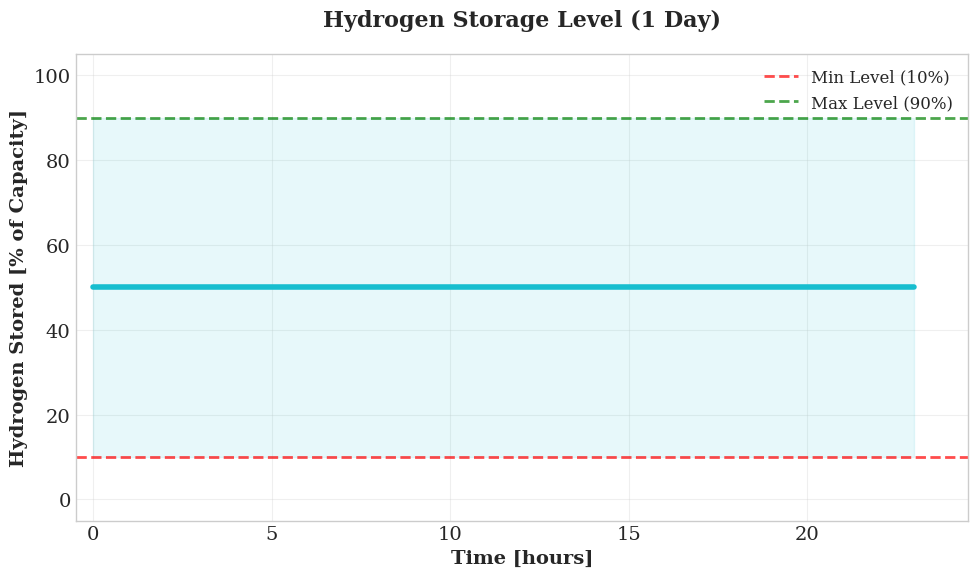 Hydrogen Storage Level (1 Day)
Hydrogen Stored [% of Capacity]
100
80
60
40
20
0
Min Level (10%)
Max Level (90%)
0 5 10 15 20
Time [hours]